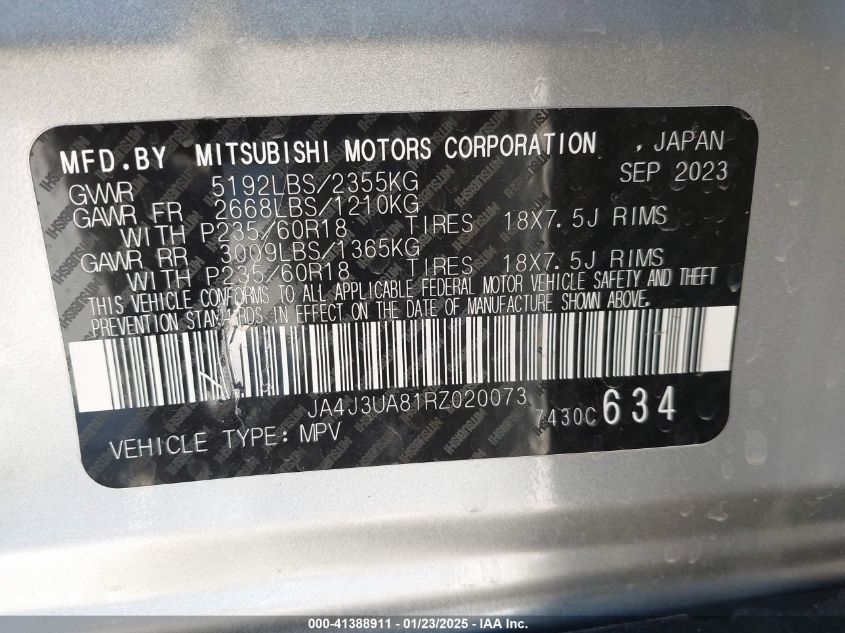 MFD.BY MITSUBISHI MOTORS CORPORATION , JAPAN
GVWR 5192LBS/2355KG SEP 2023
GAWR FR 2668LBS/1210KG
WITH P235/60R18 TIRES 18X7.5J RIMS
GAWR RR 3009LBS/1365KG
WITH P235/60R18 TIRES 18X7.5J RIMS
THIS VEHICLE CONFORMS TO ALL APPLICABLE FEDERAL MOTOR VEHICLE SAFETY AND THEFT
PREVENTION STANDARDS IN EFFECT ON THE DATE OF MANUFACTURE SHOWN ABOVE.
JA4J3UA81RZ020073 7430C 634
VEHICLE TYPE: MPV
000-41388911 - 01/23/2025 - IAA Inc.